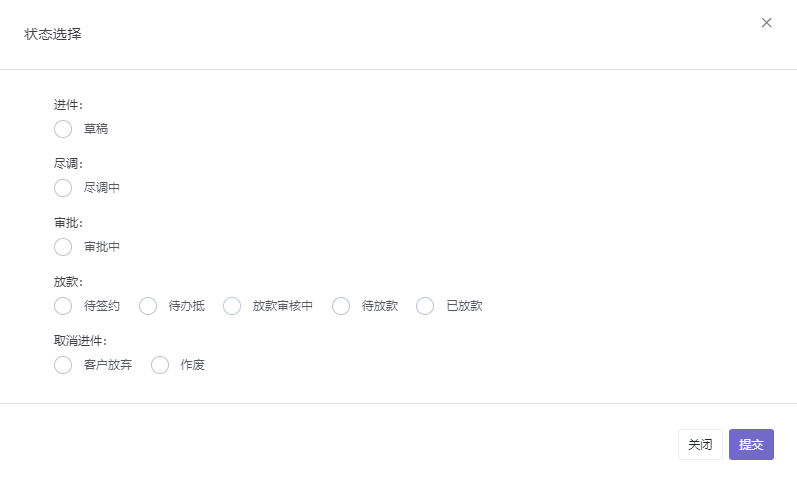 状态选择
进件:
草稿
尽调:
尽调中
审批:
审批中
放款:
待签约 待办抵 放款审核中 待放款 已放款
取消进件:
客户放弃 作废
关闭 提交